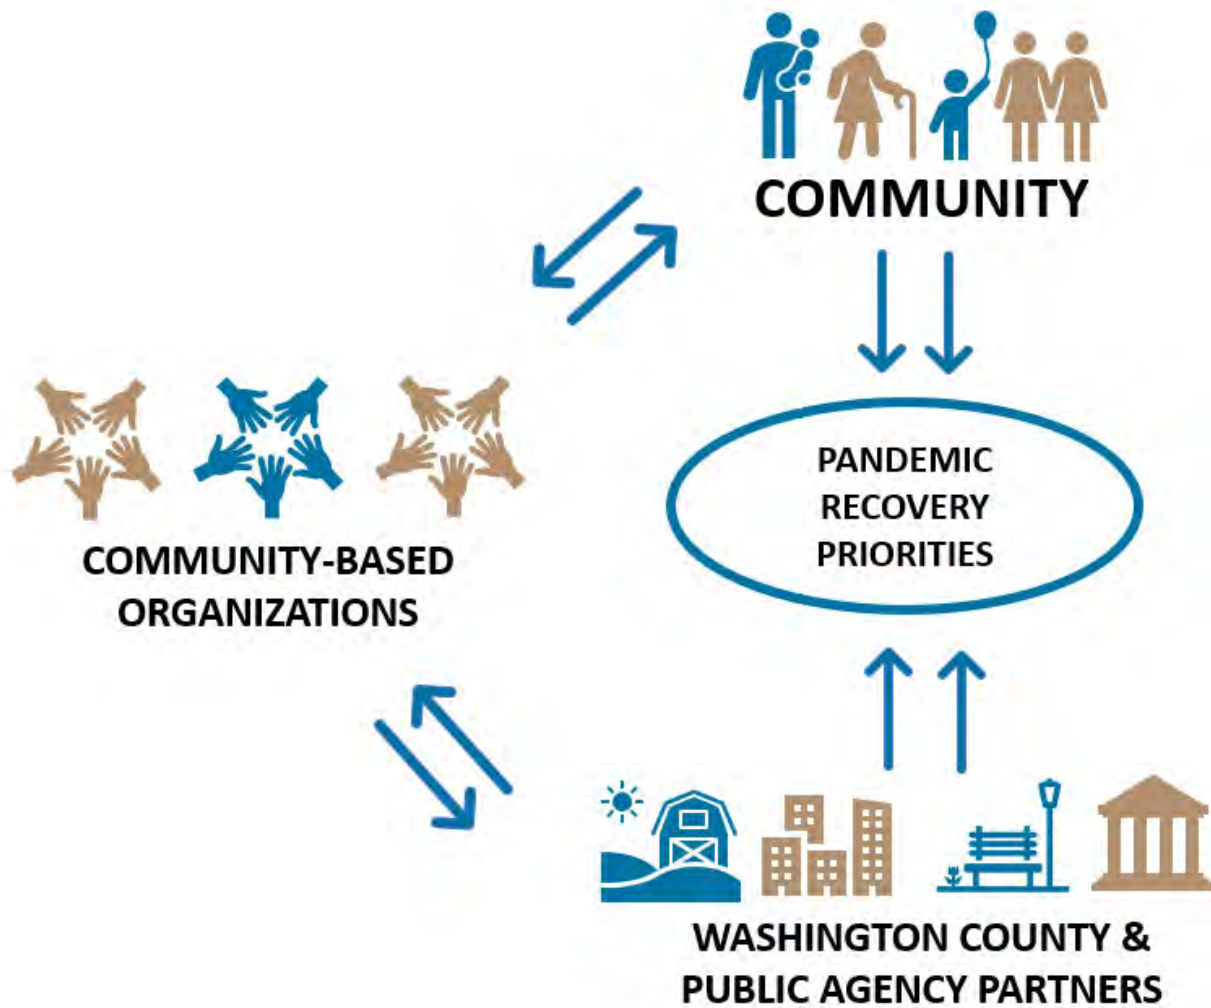 COMMUNITY
PANDEMIC
RECOVERY
PRIORITIES
COMMUNITY-BASED
ORGANIZATIONS
WASHINGTON COUNTY &
PUBLIC AGENCY PARTNERS